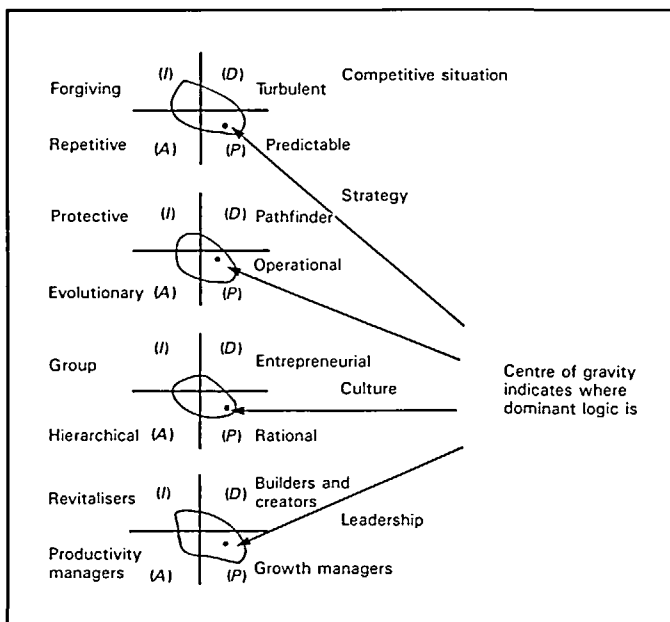 (I) (D)
Forgiving Turbulent Competitive situation
Repetitive (A) (P) Predictable
Strategy
Protective (I) (D) Pathfinder
Operational
Evolutionary (A) (P)
(I) (D)
Group Entrepreneurial
Culture
Hierarchical (A) (P) Rational
Centre of gravity
indicates where
dominant logic is
Revitalisers (I) (D) Builders and
creators
Leadership
Productivity
managers (A) (P) Growth managers